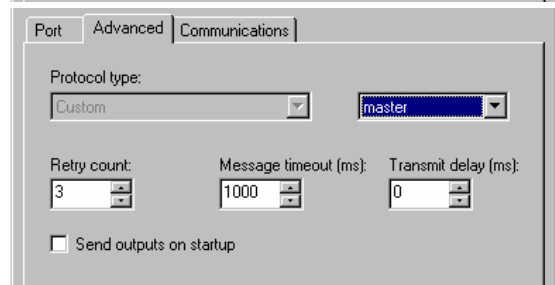 Port Advanced Communications
Protocol type:
Custom master
Retry count: Message timeout (ms): Transmit delay (ms):
3 1000 0
Send outputs on startup